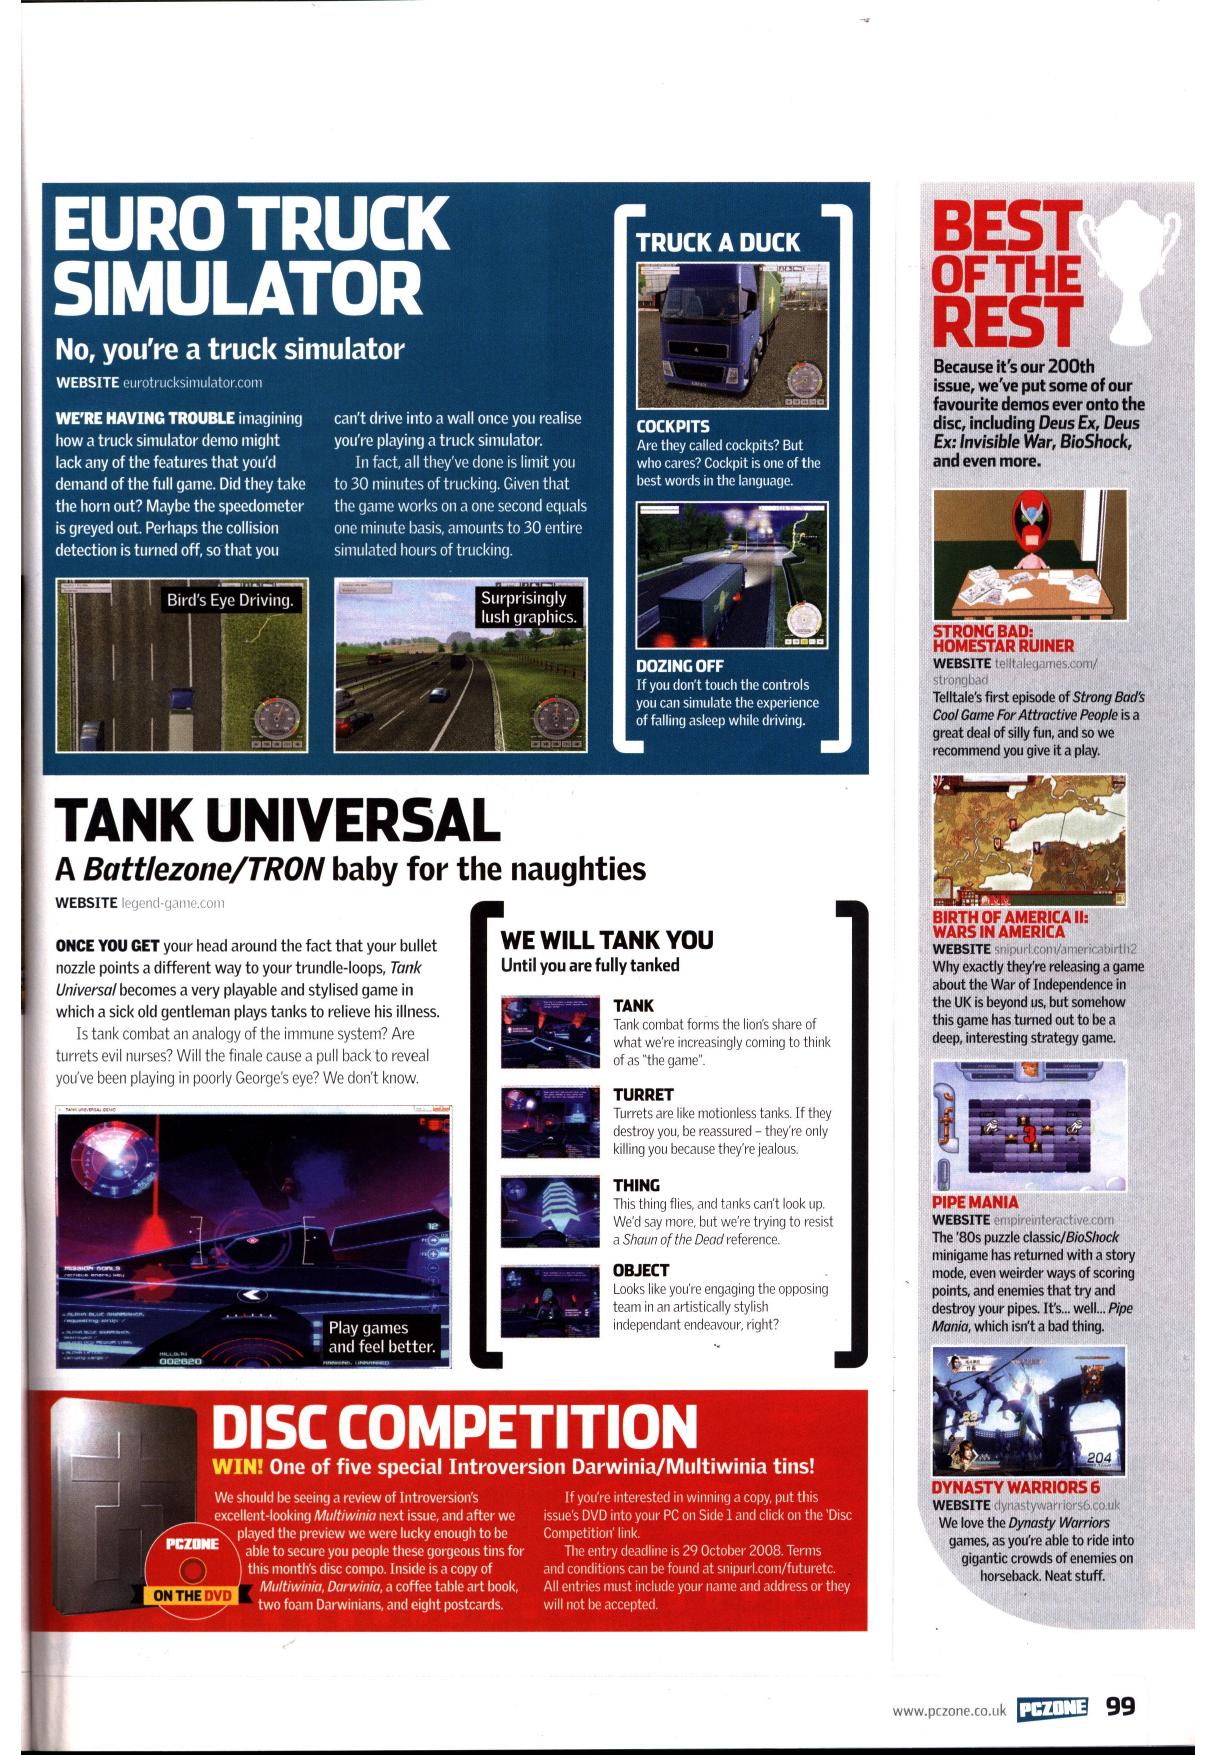 EURO TRUCK
SIMULATOR
No, you're a truck simulator
WEBSITE eurotrucksimulator.com
WE'RE HAVING TROUBLE imagining
how a truck simulator demo might
lack any of the features that you'd
demand of the full game. Did they take
the horn out? Maybe the speedometer
is greyed out. Perhaps the collision
detection is turned off, so that you
can't drive into a wall once you realise
you're playing a truck simulator.
In fact, all they've done is limit you
to 30 minutes of trucking. Given that
the game works on a one second equals
one minute basis, amounts to 30 entire
simulated hours of trucking.
Bird's Eye Driving.
Surprisingly
lush graphics.
TRUCK A DUCK
COCKPITS
Are they called cockpits? But
who cares? Cockpit is one of the
best words in the language.
DOZING OFF
If you don't touch the controls
you can simulate the experience
of falling asleep while driving.
TANK UNIVERSAL
A Battlezone/TRON baby for the naughties
WEBSITE legend-game.com
ONCE YOU GET your head around the fact that your bullet
nozzle points a different way to your trundle-loops, Tank
Universal becomes a very playable and stylised game in
which a sick old gentleman plays tanks to relieve his illness.
Is tank combat an analogy of the immune system? Are
turrets evil nurses? Will the finale cause a pull back to reveal
you've been playing in poorly George's eye? We don't know.
TANK UNIVERSAL DEMO
12
MISSION GOALS
retrieve energy key
002620
Play games
and feel better.
WE WILL TANK YOU
Until you are fully tanked
TANK
Tank combat forms the lion's share of
what we're increasingly coming to think
of as "the game".
TURRET
Turrets are like motionless tanks. If they
destroy you, be reassured – they're only
killing you because they're jealous.
THING
This thing flies, and tanks can't look up.
We'd say more, but we're trying to resist
a Shaun of the Dead reference.
OBJECT
Looks like you're engaging the opposing
team in an artistically stylish
independant endeavour, right?
DISC COMPETITION
WIN! One of five special Introversion Darwinia/Multiwinia tins!
We should be seeing a review of Introversion's
excellent-looking Multiwinia next issue, and after we
played the preview we were lucky enough to be
able to secure you people these gorgeous tins for
this month's disc compo. Inside is a copy of
Multiwinia, Darwinia, a coffee table art book,
two foam Darwinians, and eight postcards.
If you're interested in winning a copy, put this
issue's DVD into your PC on Side 1 and click on the 'Disc
Competition' link.
The entry deadline is 29 October 2008. Terms
and conditions can be found at snipurl.com/futuretc.
All entries must include your name and address or they
will not be accepted.
PCZONE
ON THE DVD
BEST
OF THE
REST
Because it's our 200th
issue, we've put some of our
favourite demos ever onto the
disc, including Deus Ex, Deus
Ex: Invisible War, BioShock,
and even more.
STRONG BAD:
HOMESTAR RUINER
WEBSITE telltalegames.com/
strongbad
Telltale's first episode of Strong Bad's
Cool Game For Attractive People is a
great deal of silly fun, and so we
recommend you give it a play.
BIRTH OF AMERICA II:
WARS IN AMERICA
WEBSITE snipurl.com/americabirth2
Why exactly they're releasing a game
about the War of Independence in
the UK is beyond us, but somehow
this game has turned out to be a
deep, interesting strategy game.
3
PIPE MANIA
WEBSITE empireinteractive.com
The '80s puzzle classic/BioShock
minigame has returned with a story
mode, even weirder ways of scoring
points, and enemies that try and
destroy your pipes. It's... well... Pipe
Mania, which isn't a bad thing.
23
204
DYNASTY WARRIORS 6
WEBSITE dynastywarriors6.co.uk
We love the Dynasty Warriors
games, as you're able to ride into
gigantic crowds of enemies on
horseback. Neat stuff.
www.pczone.co.uk PCZONE 99